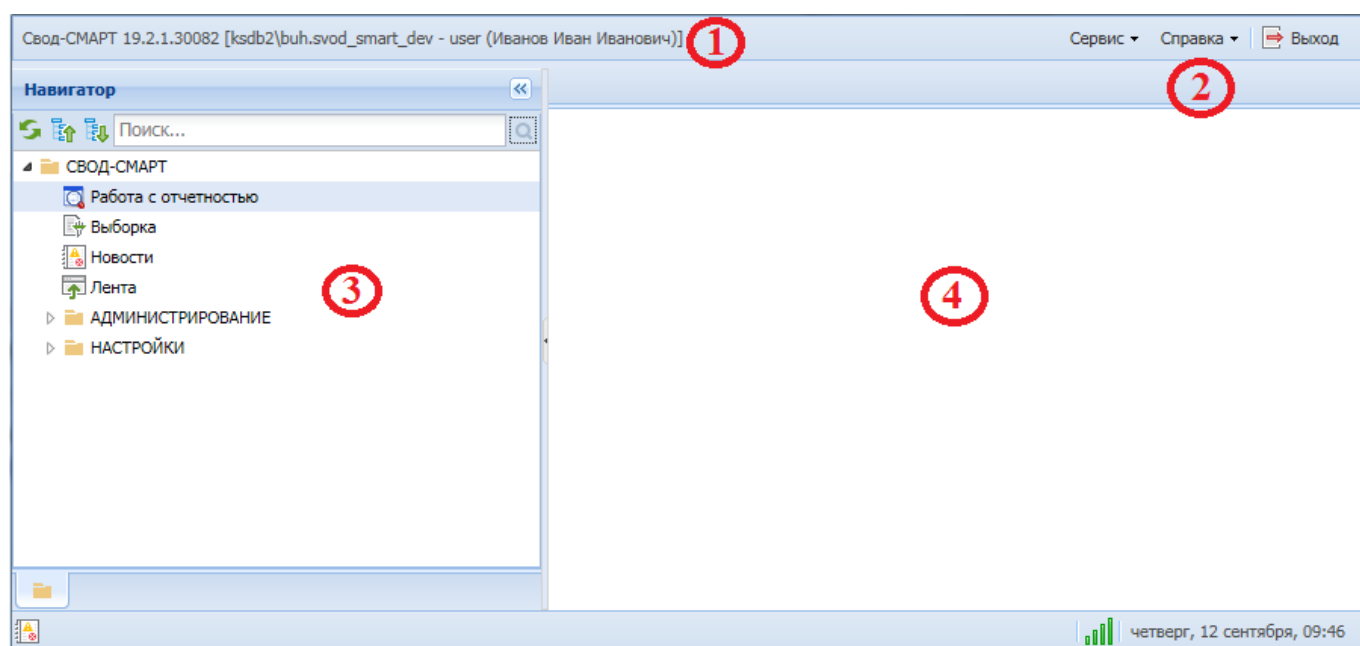 Свод-СМАРТ 19.2.1.30082 [ksdb2\buh.svod_smart_dev - user (Иванов Иван Иванович)] 1 Сервис Справка Выход
Навигатор 2
Поиск...
СВОД-СМАРТ
Работа с отчетностью
Выборка
Новости
Лента 3 4
АДМИНИСТРИРОВАНИЕ
НАСТРОЙКИ
четверг, 12 сентября, 09:46